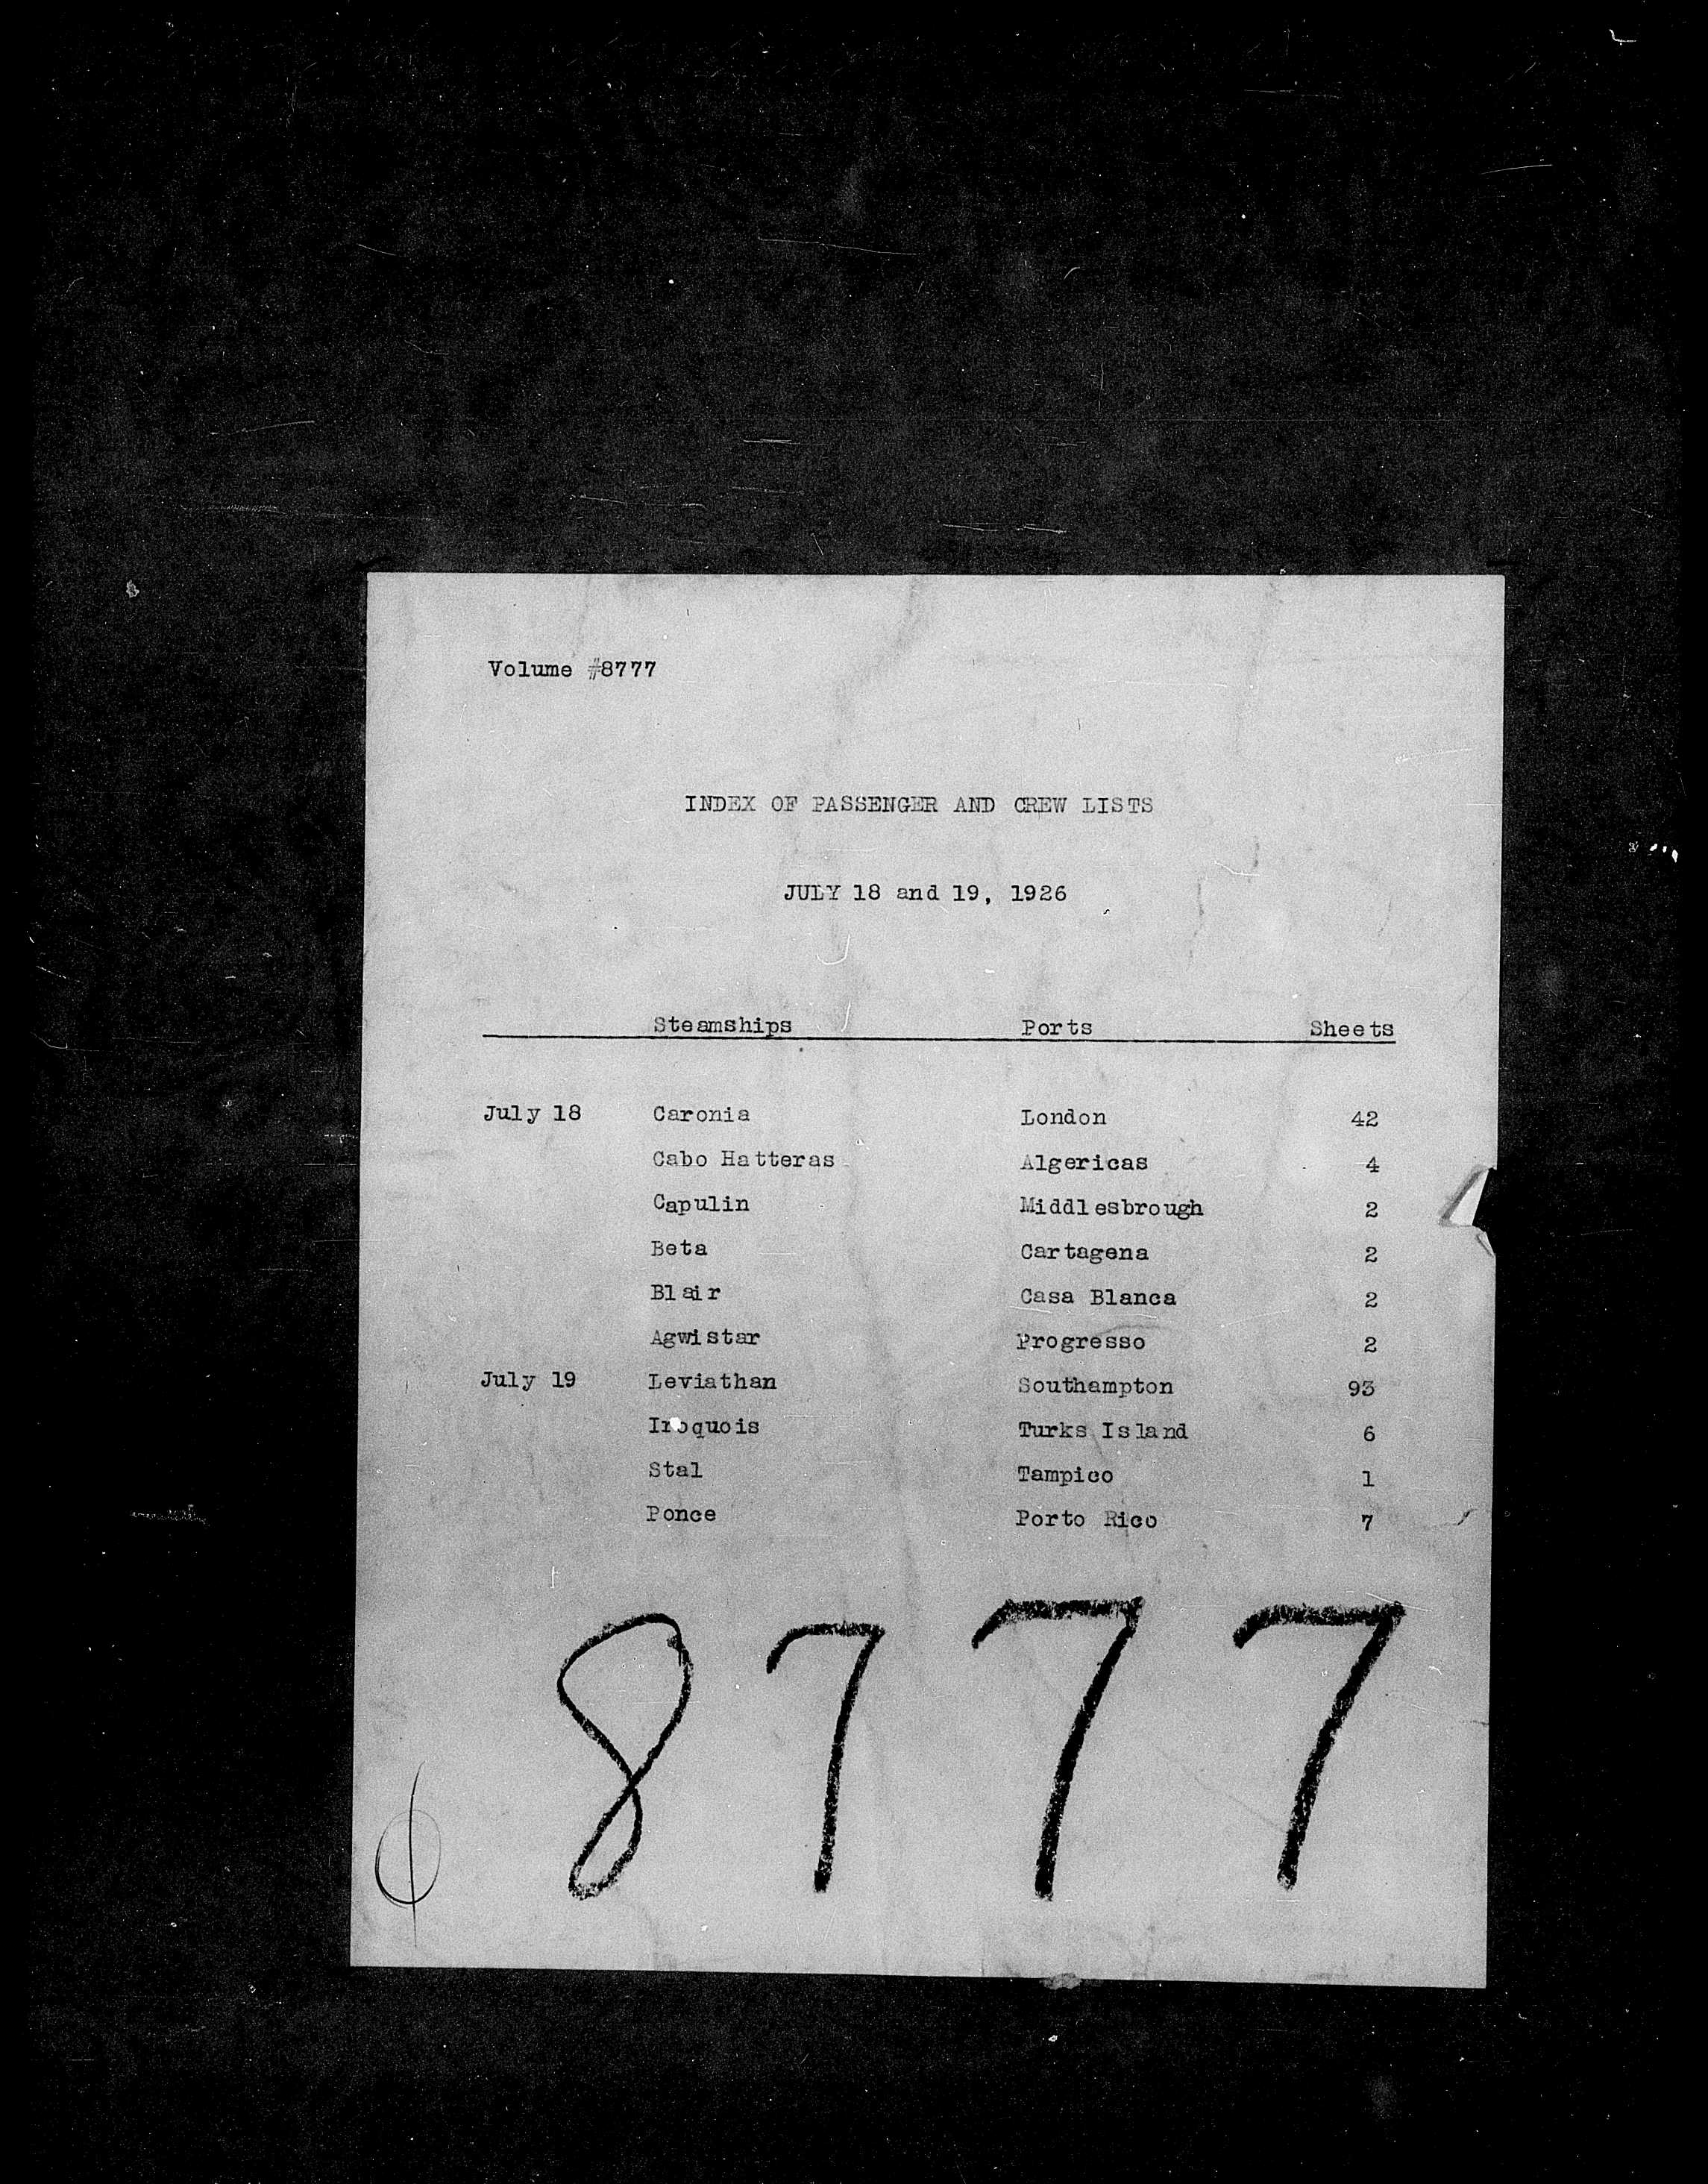 Volume #8777
INDEX OF PASSENGER AND CREW LISTS
JULY 18 and 19, 1926
Steamships Ports Sheets
July 18 Caronia London 42
Cabo Hatteras Algericas 4
Capulin Middlesbrough 2
Beta Cartagena 2
Blair Casa Blanca 2
Agwistar Progresso 2
July 19 Leviathan Southampton 93
Iroquois Turks Island 6
Stal Tampico 1
Ponce Porto Rico 7
8777